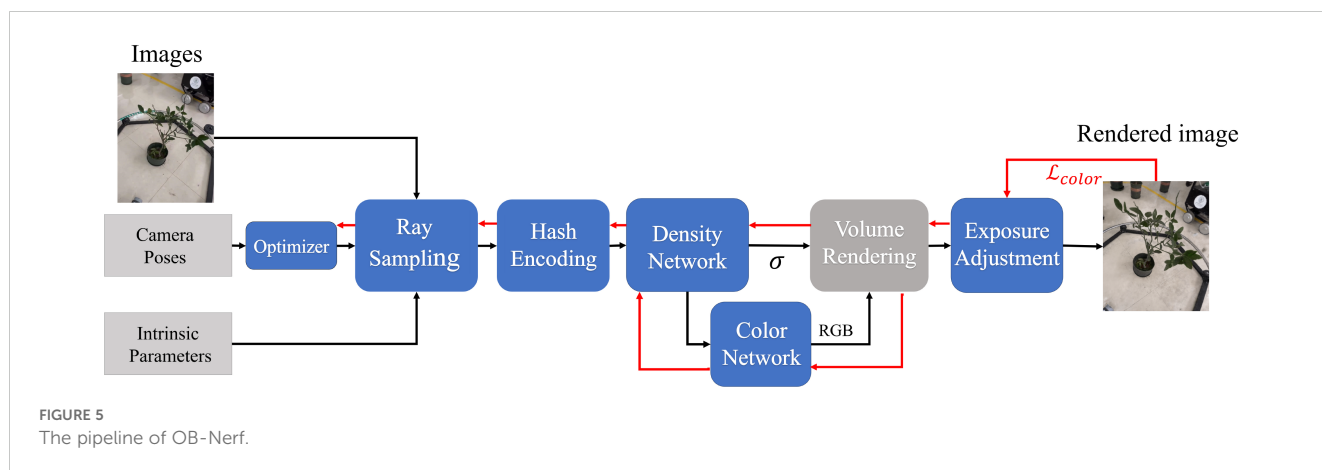 Images
Rendered image
ℒcolor
Camera
Poses
Optimizer
Ray
Sampling
Hash
Encoding
Density
Network
σ
Volume
Rendering
Exposure
Adjustment
Intrinsic
Parameters
Color
Network
RGB
FIGURE 5
The pipeline of OB-Nerf.